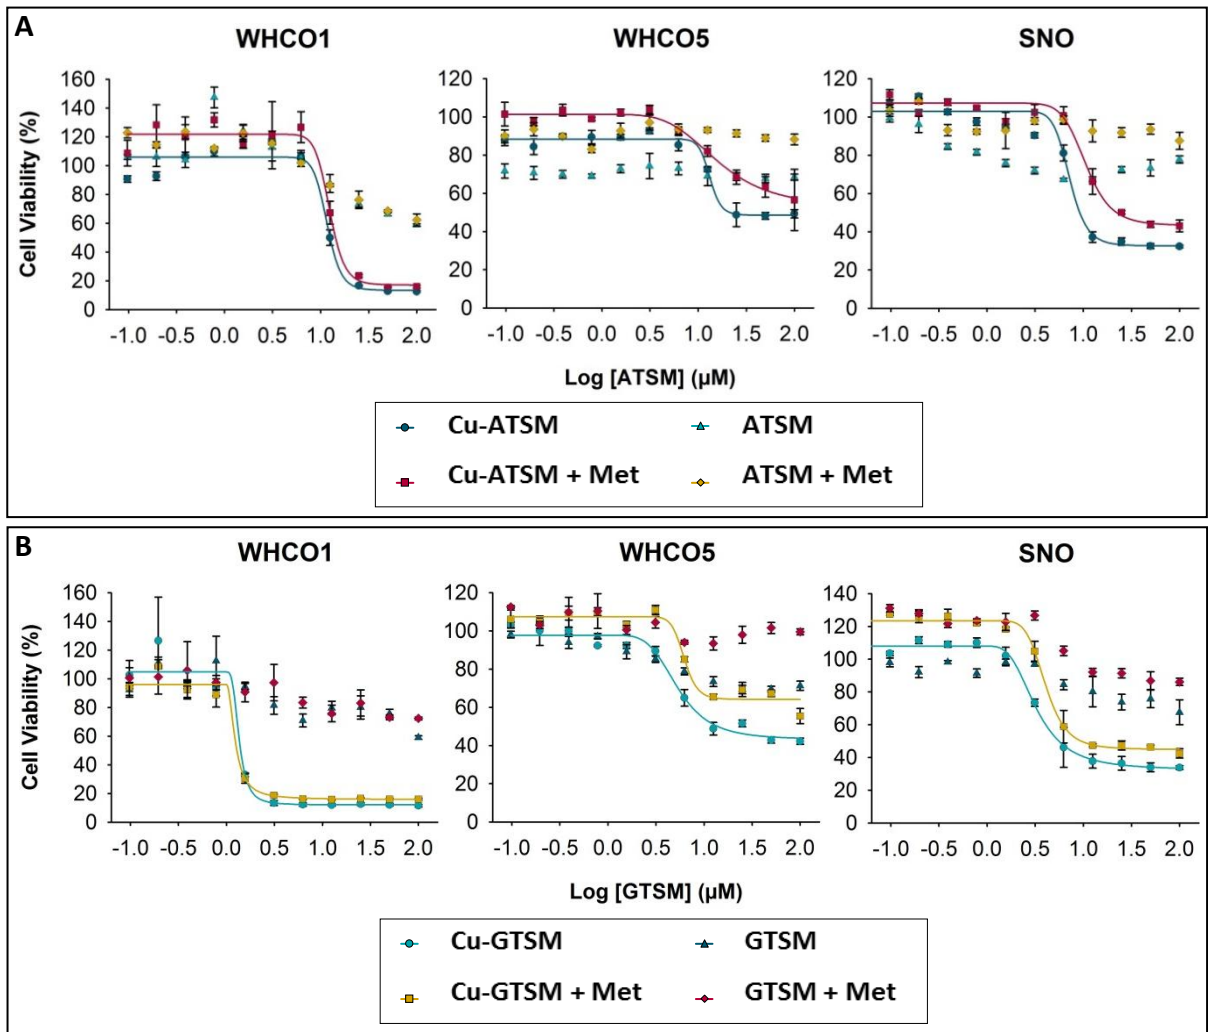 A
WHCO1 WHCO5 SNO
Cell Viability (%)
160 140 120 100 80 60 40 20 0
120 100 80 60 40 20 0
120 100 80 60 40 20 0
-1.0 -0.5 0.0 0.5 1.0 1.5 2.0 -1.0 -0.5 0.0 0.5 1.0 1.5 2.0 -1.0 -0.5 0.0 0.5 1.0 1.5 2.0
Log [ATSM] (µM)
Cu-ATSM ATSM
Cu-ATSM + Met ATSM + Met
B
WHCO1 WHCO5 SNO
Cell Viability (%)
160 140 120 100 80 60 40 20 0
120 100 80 60 40 20 0
140 120 100 80 60 40 20 0
-1.0 -0.5 0.0 0.5 1.0 1.5 2.0 -1.0 -0.5 0.0 0.5 1.0 1.5 2.0 -1.0 -0.5 0.0 0.5 1.0 1.5 2.0
Log [GTSM] (µM)
Cu-GTSM GTSM
Cu-GTSM + Met GTSM + Met